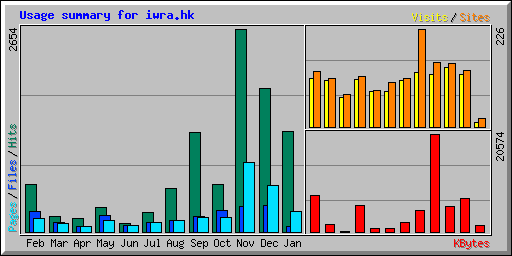 Usage summary for iwra.hk
Visits/Sites
2654
226
20574
Pages/Files/Hits
Feb Mar Apr May Jun Jul Aug Sep Oct Nov Dec Jan
KBytes